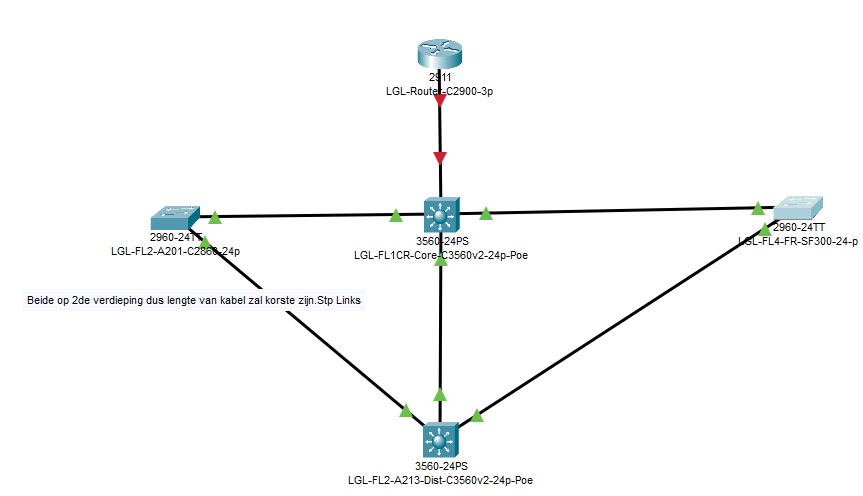 2911
LGL-Router-C2900-3p
2960-24TT
LGL-FL2-A201-C2860-24p
3560-24PS
LGL-FL1CR-Core-C3560v2-24p-Poe
2960-24TT
LGL-FL4-FR-SF300-24-p
Beide op 2de verdieping dus lengte van kabel zal korste zijn.Stp Links
3560-24PS
LGL-FL2-A213-Dist-C3560v2-24p-Poe